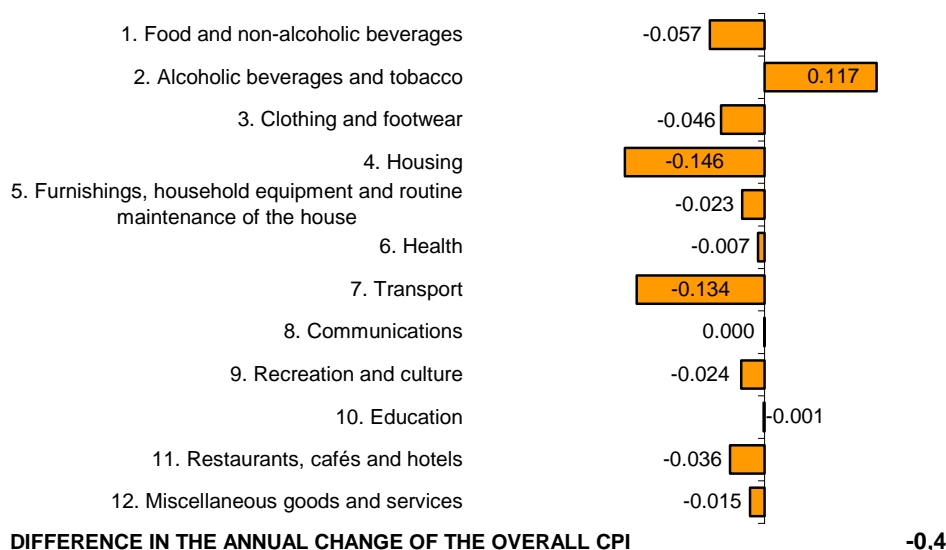 1. Food and non-alcoholic beverages -0.057
2. Alcoholic beverages and tobacco 0.117
3. Clothing and footwear -0.046
4. Housing -0.146
5. Furnishings, household equipment and routine
maintenance of the house -0.023
6. Health -0.007
7. Transport -0.134
8. Communications 0.000
9. Recreation and culture -0.024
10. Education -0.001
11. Restaurants, cafés and hotels -0.036
12. Miscellaneous goods and services -0.015
DIFFERENCE IN THE ANNUAL CHANGE OF THE OVERALL CPI -0,4